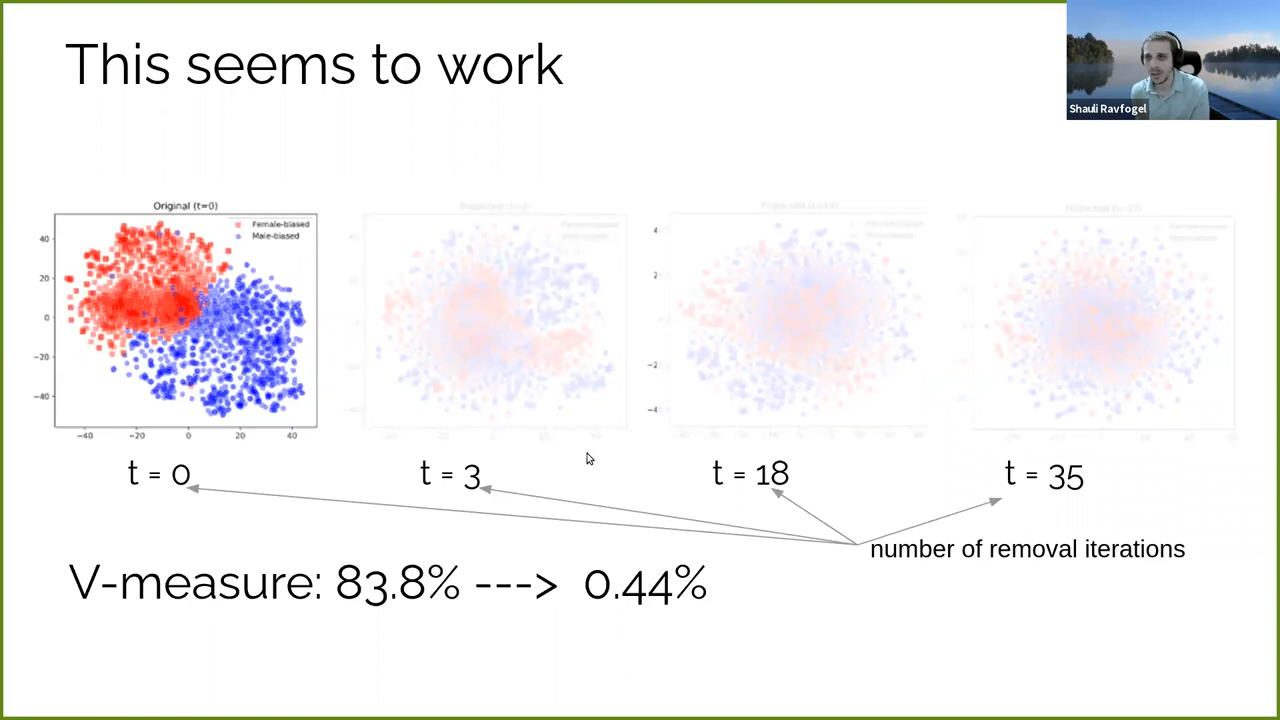 This seems to work
Shauli Ravfogel
Original (t=0)
Female-biased
Male-biased
40
20
0
−20
−40
−40
−20
0
20
40
t = 0
t = 3
t = 18
t = 35
number of removal iterations
V-measure: 83.8% ---> 0.44%